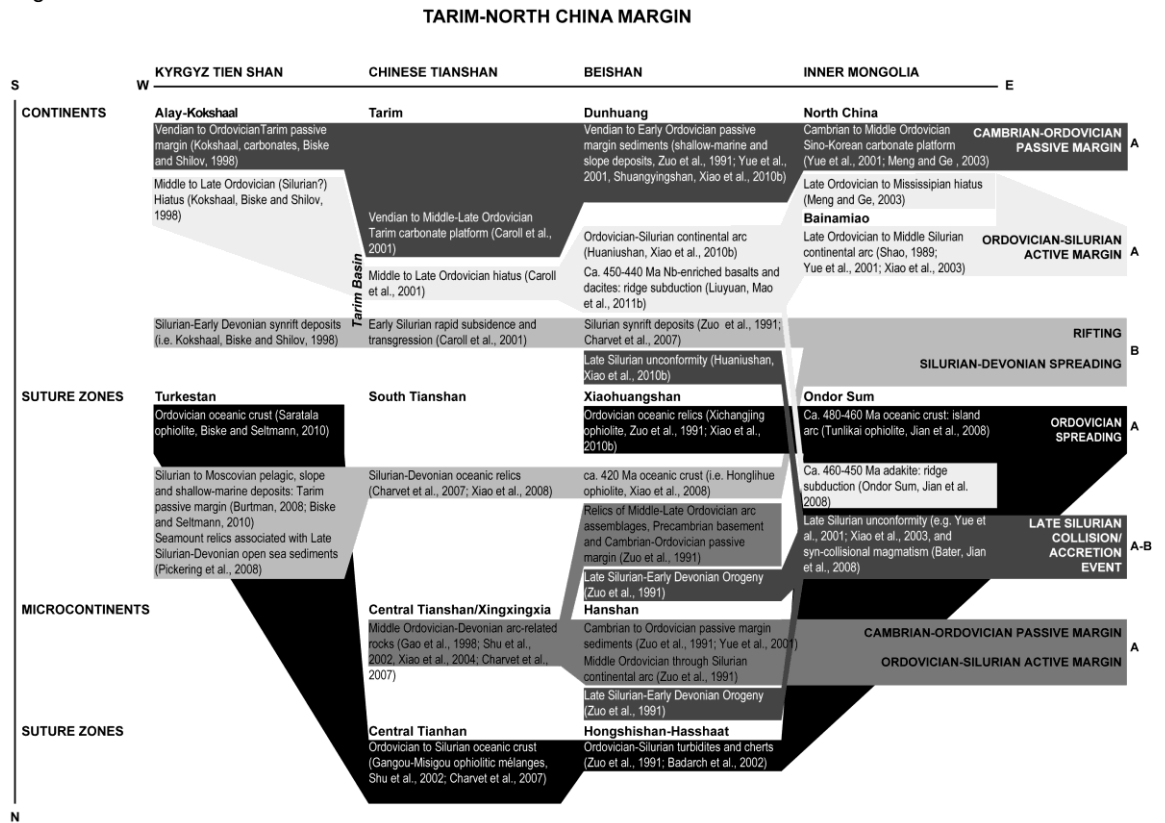 TARIM-NORTH CHINA MARGIN
KYRGYZ TIEN SHAN
CHINESE TIANSHAN
BEISHAN
INNER MONGOLIA
S
W
E
CONTINENTS
Alay-Kokshaal
Vendian to OrdovicianTarim passive
margin (Kokshaal, carbonates, Biske
and Shilov, 1998)
Middle to Late Ordovician (Silurian?)
Hiatus (Kokshaal, Biske and Shilov,
1998)
Tarim
Vendian to Middle-Late Ordovician
Tarim carbonate platform (Caroll et al.,
2001)
Middle to Late Ordovician hiatus (Caroll
et al., 2001)
Tarim Basin
Dunhuang
Vendian to Early Ordovician passive
margin sediments (shallow-marine and
slope deposits, Zuo et al., 1991; Yue et al.,
2001, Shuangyingshan, Xiao et al., 2010b)
Ordovician-Silurian continental arc
(Huaniushan, Xiao et al., 2010b)
Ca. 450-440 Ma Nb-enriched basalts and
dacites: ridge subduction (Liuyuan, Mao
et al., 2011b)
North China
Cambrian to Middle Ordovician
Sino-Korean carbonate platform
(Yue et al., 2001; Meng and Ge , 2003)
CAMBRIAN-ORDOVICIAN
PASSIVE MARGIN
A
Late Ordovician to Missisipian hiatus
(Meng and Ge, 2003)
Bainamiao
Late Ordovician to Middle Silurian
continental arc (Shao, 1989;
Yue et al., 2001; Xiao et al., 2003)
ORDOVICIAN-SILURIAN
ACTIVE MARGIN
A
Silurian-Early Devonian synrift deposits
(i.e. Kokshaal, Biske and Shilov, 1998)
Early Silurian rapid subsidence and
transgression (Caroll et al., 2001)
Silurian synrift deposits (Zuo et al., 1991;
Charvet et al., 2007)
Late Silurian unconformity (Huaniushan,
Xiao et al., 2010b)
RIFTING
SILURIAN-DEVONIAN SPREADING
B
SUTURE ZONES
Turkestan
Ordovician oceanic crust (Saratala
ophiolite, Biske and Seltmann, 2010)
Silurian to Moscovian pelagic, slope
and shallow-marine deposits: Tarim
passive margin (Burtman, 2008; Biske
and Seltmann, 2010)
Seamount relics associated with Late
Silurian-Devonian open sea sediments
(Pickering et al., 2008)
South Tianshan
Silurian-Devonian oceanic relics
(Charvet et al., 2007; Xiao et al., 2008)
Xiaohuangshan
Ordovician oceanic relics (Xichangjing
ophiolite, Zuo et al., 1991; Xiao et al.,
2010b)
ca. 420 Ma oceanic crust (i.e. Honglihue
ophiolite, Xiao et al., 2008)
Relics of Middle-Late Ordovician arc
assemblages, Precambrian basement
and Cambrian-Ordovician passive
margin (Zuo et al., 1991)
Late Silurian-Early Devonian Orogeny
(Zuo et al., 1991)
Ondor Sum
Ca. 480-460 Ma oceanic crust: island
arc (Tunlikai ophiolite, Jian et al., 2008)
ORDOVICIAN
SPREADING
A
ca. 460-450 Ma adakite: ridge
subduction (Ondor Sum, Jian et al.
2008)
Late Silurian unconformity (e.g. Yue et
al., 2001; Xiao et al., 2003, and
syn-collisional magmatism (Bater, Jian
et al., 2008)
LATE SILURIAN
COLLISION/
ACCRETION
EVENT
A-B
MICROCONTINENTS
Central Tianshan/Xingxingxia
Middle Ordovician-Devonian arc-related
rocks (Gao et al., 1998; Shu et al.,
2002, Xiao et al., 2004; Charvet et al.,
2007)
Hanshan
Cambrian to Ordovician passive margin
sediments (Zuo et al., 1991; Yue et al., 2001)
Middle Ordovician through Silurian
continental arc (Zuo et al., 1991)
Late Silurian-Early Devonian Orogeny
(Zuo et al., 1991)
CAMBRIAN-ORDOVICIAN PASSIVE MARGIN
ORDOVICIAN-SILURIAN ACTIVE MARGIN
A
SUTURE ZONES
Central Tianhan
Ordovician to Silurian oceanic crust
(Gangou-Misigou ophiolitic mélanges,
Shu et al., 2002; Charvet et al., 2007)
Hongshishan-Hasshaat
Ordovician-Silurian turbidites and cherts
(Zuo et al., 1991; Badarch et al., 2002)
N